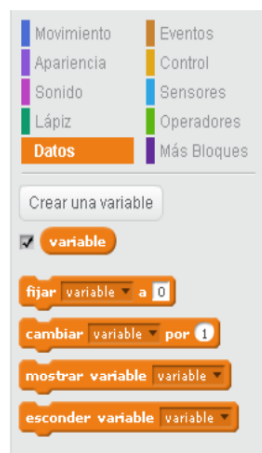 Movimiento Eventos
Apariencia Control
Sonido Sensores
Lápiz Operadores
Datos Más Bloques
Crear una variable
variable
fijar variable a 0
cambiar variable por 1
mostrar variable variable
esconder variable variable